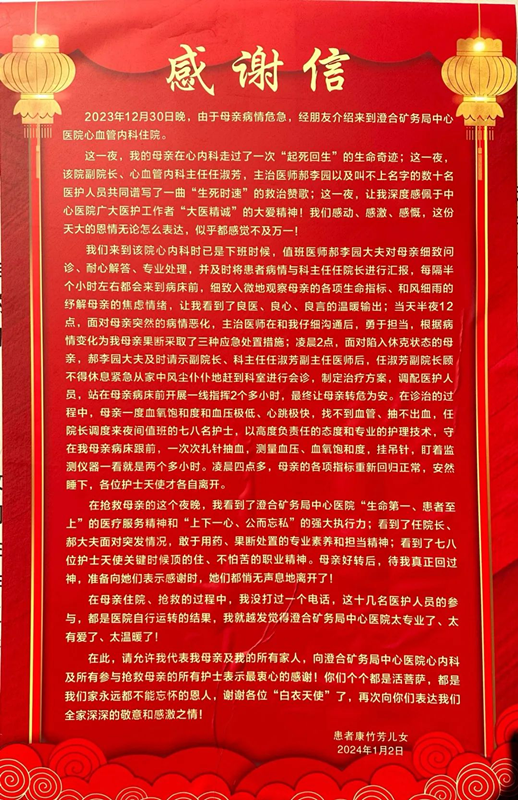 感谢信
2023年12月30日晚，由于母亲病情危急，经朋友介绍来到澄合矿务局中心
医院心血管内科住院。
这一夜，我的母亲在心内科走过了一次“起死回生”的生命奇迹；这一夜，
该院副院长、心血管内科主任任淑芳，主治医师郝李园以及叫不上名字的数十名
医护人员共同谱写了一曲“生死时速”的救治赞歌；这一夜，让我深度感佩于中
心医院广大医护工作者“大医精诚”的大爱精神！我们感动、感激、感慨，这份
天大的恩情无论怎么表达，似乎都感觉不及万一！
我们来到该院心内科时已是下班时候，值班医师郝李园大夫对母亲细致问
诊、耐心解答、专业处理，并及时将患者病情与科主任任院长进行汇报，每隔半
个小时左右都会来到病床前，细致入微地观察母亲的各项生命指标、和风细雨的
纾解母亲的焦虑情绪，让我看到了良医、良心、良言的温暖输出；当天半夜12
点，面对母亲突然的病情恶化，主治医师在和我仔细沟通后，勇于担当，根据病
情变化为我母亲果断采取了三种应急处置措施；凌晨2点，面对陷入休克状态的母
亲，郝李园大夫及时请示副院长、科主任任淑芳副主任医师后，任淑芳副院长顾
不得休息紧急从家中风尘仆仆地赶到科室进行会诊，制定治疗方案，调配医护人
员，站在母亲病床前开展一线指挥2个多小时，最终让母亲转危为安。在诊治的过
程中，母亲一度血氧饱和度和血压极低、心跳极快，找不到血管、抽不出血，任
院长调度来夜间值班的七八名护士，以高度负责任的态度和专业的护理技术，守
在我母亲病床跟前，一次次扎针抽血，测量血压、血氧饱和度，挂吊针，盯着监
测仪器一看就是两个多小时。凌晨四点多，母亲的各项指标重新回归正常，安然
睡下，各位护士天使才各自离开。
在抢救母亲的这个夜晚，我看到了澄合矿务局中心医院“生命第一、患者至
上”的医疗服务精神和“上下一心、公而忘私”的强大执行力；看到了任院长、
郝大夫面对突发情况，敢于用药、果断处置的专业素养和担当精神；看到了七八
位护士天使关键时候顶的住、不怕苦的职业精神。母亲好转后，待我真正回过
神，准备向她们表示感谢时，她们都悄无声息地离开了！
在母亲住院、抢救的过程中，我没打过一个电话，这十几名医护人员的参
与，都是医院自行运转的结果，我就越发觉得澄合矿务局中心医院太专业了、太
有爱了、太温暖了！
在此，请允许我代表我母亲及我的所有家人，向澄合矿务局中心医院心内科
及所有参与抢救母亲的所有护士表示最衷心的感谢！你们个个都是活菩萨，都是
我们家永远都不能忘怀的恩人，谢谢各位“白衣天使”了，再次向你们表达我们
全家深深的敬意和感激之情！
患者康竹芳儿女
2024年1月2日